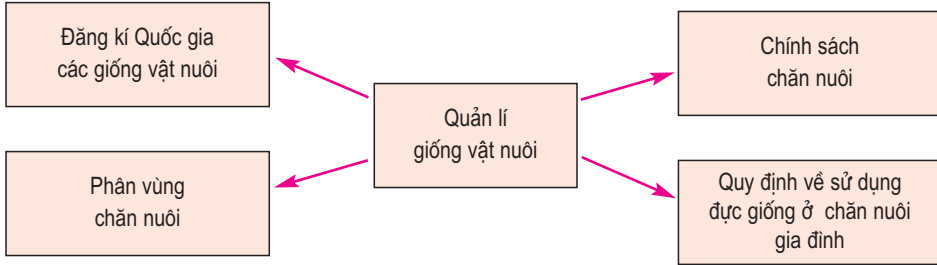 Đăng kí Quốc gia
các giống vật nuôi
Chính sách
chăn nuôi
Quản lí
giống vật nuôi
Phân vùng
chăn nuôi
Quy định về sử dụng
đực giống ở chăn nuôi
gia đình